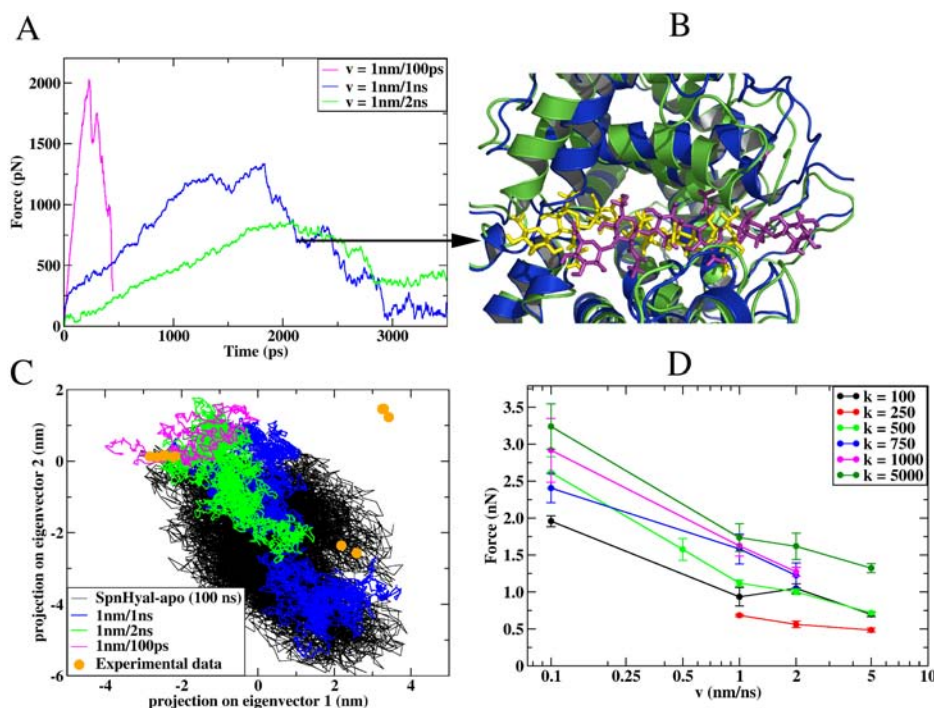 A
v = 1nm/100ps
v = 1nm/1ns
v = 1nm/2ns
2000
1500
1000
500
0
Force (pN)
0 1000 2000 3000
Time (ps)
B
C
2
0
-2
-4
-6
projection on eigenvector 2 (nm)
SpnHyal-apo (100 ns)
1nm/1ns
1nm/2ns
1nm/100ps
Experimental data
-4 -2 0 2 4
projection on eigenvector 1 (nm)
D
k = 100
k = 250
k = 500
k = 750
k = 1000
k = 5000
3.5
3.0
2.5
2.0
1.5
1.0
0.5
0
Force (nN)
0.1 0.25 0.5 1 2 5 10
v (nm/ns)